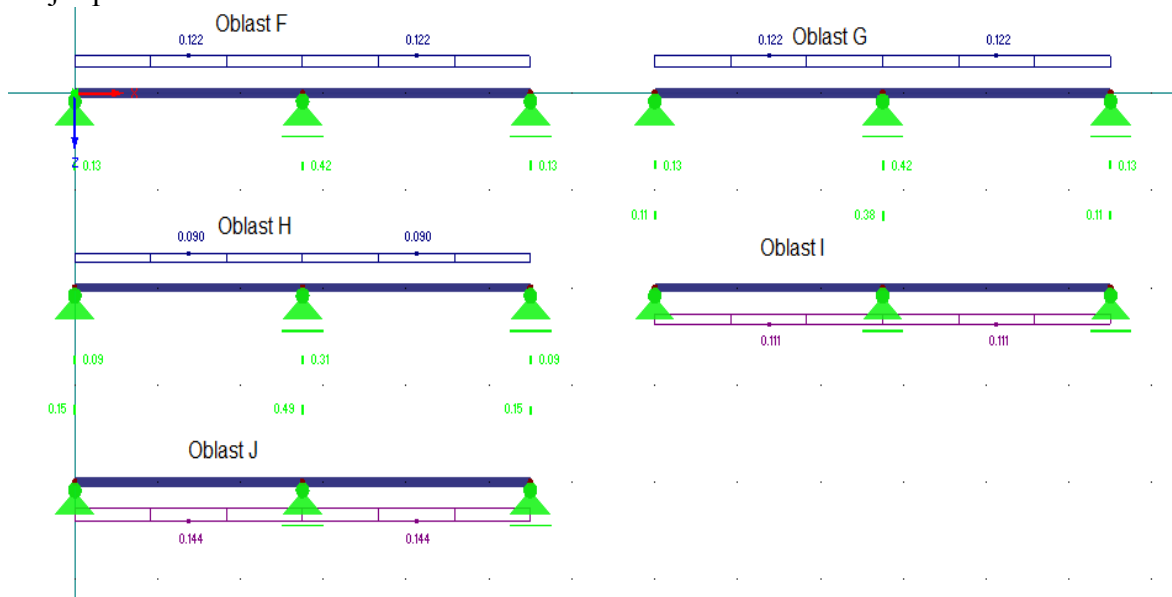 Oblast F
0.122 0.122
X
Z
0.13 0.42 0.13
Oblast G
0.122 0.122
0.13 0.42 0.13
Oblast H
0.090 0.090
0.09 0.31 0.09
Oblast I
0.11 0.38 0.11
0.111 0.111
Oblast J
0.15 0.49 0.15
0.144 0.144